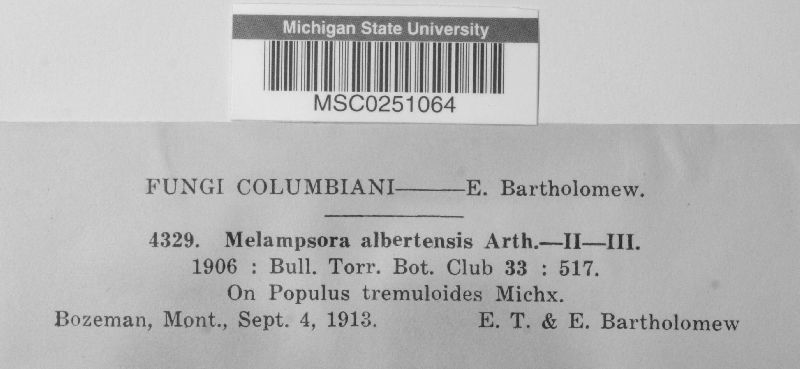 Michigan State University
MSC0251064
FUNGI COLUMBIANI———E. Bartholomew.
4329. Melampsora albertensis Arth.—II—III.
1906 : Bull. Torr. Bot. Club 33 : 517.
On Populus tremuloides Michx.
Bozeman, Mont., Sept. 4, 1913. E. T. & E. Bartholomew